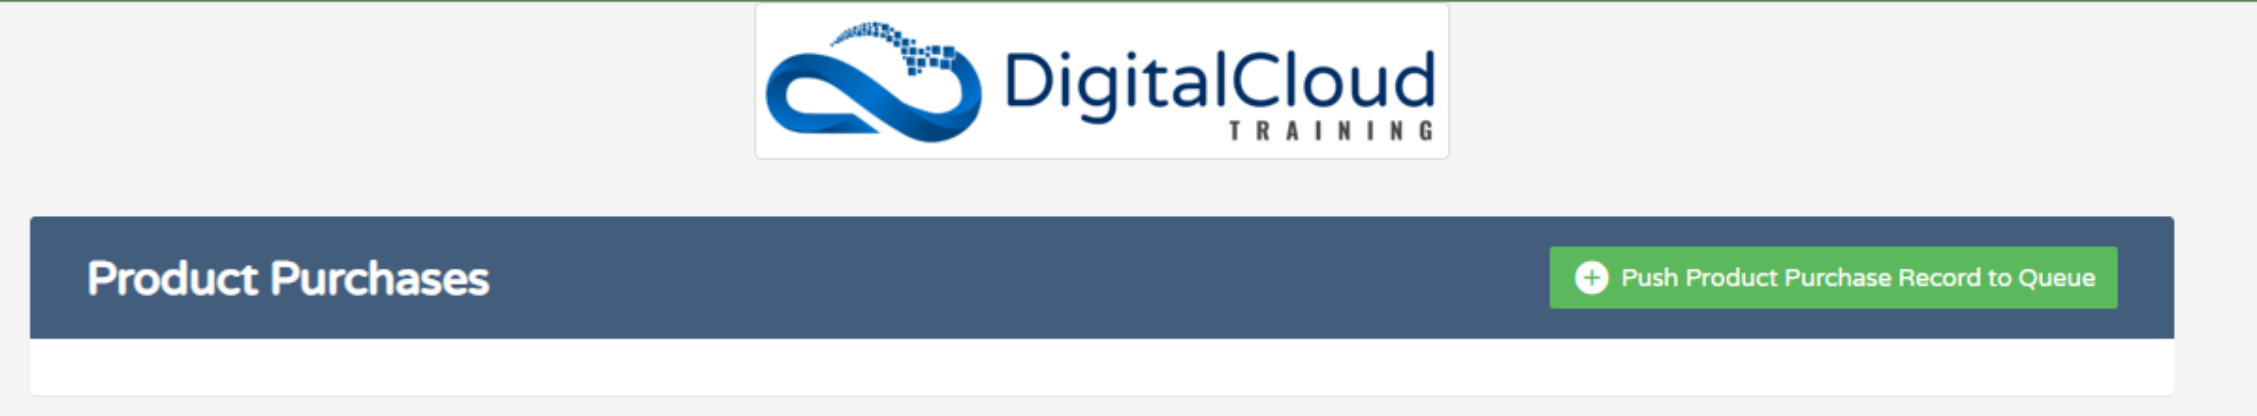 DigitalCloud
TRAINING
Product Purchases
Push Product Purchase Record to Queue